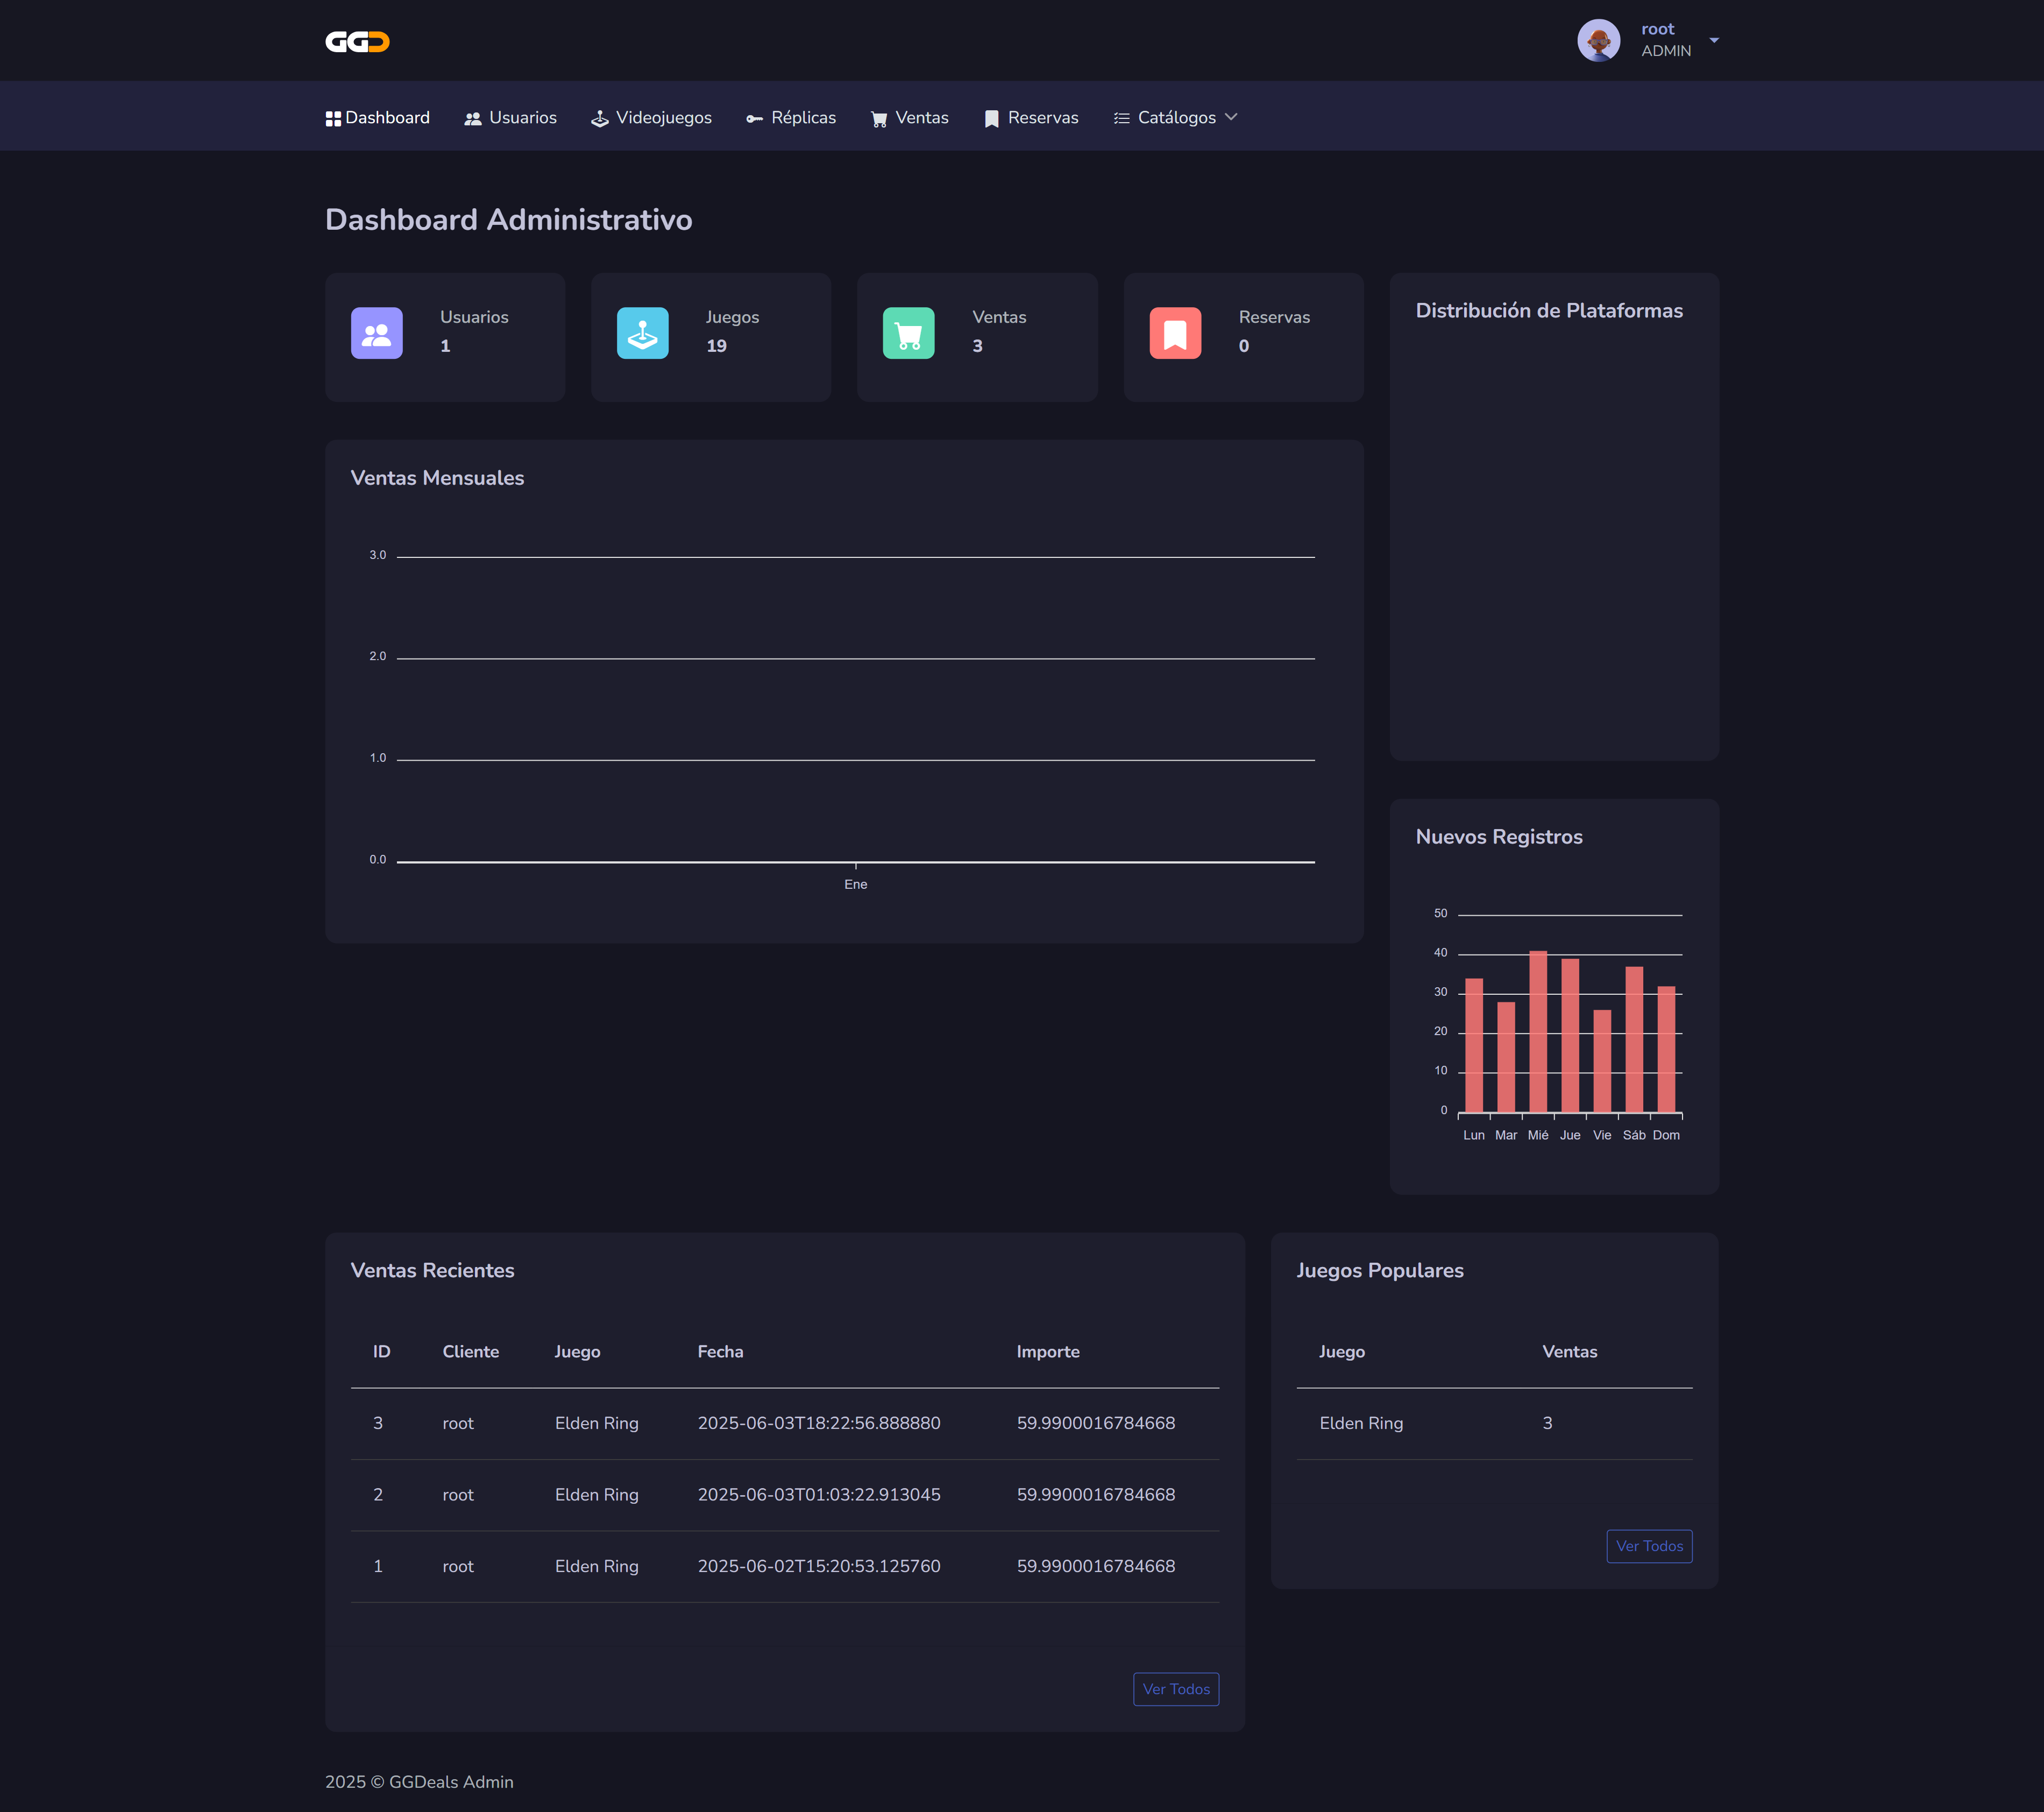 GGD
root
ADMIN
Dashboard Usuarios Videojuegos Réplicas Ventas Reservas Catálogos
Dashboard Administrativo
Usuarios
1
Juegos
19
Ventas
3
Reservas
0
Distribución de Plataformas
Ventas Mensuales
3.0
2.0
1.0
0.0
Ene
Nuevos Registros
50
40
30
20
10
0
Lun Mar Mié Jue Vie Sáb Dom
Ventas Recientes
ID Cliente Juego Fecha Importe
3 root Elden Ring 2025-06-03T18:22:56.888880 59.9900016784668
2 root Elden Ring 2025-06-03T01:03:22.913045 59.9900016784668
1 root Elden Ring 2025-06-02T15:20:53.125760 59.9900016784668
Ver Todos
Juegos Populares
Juego Ventas
Elden Ring 3
Ver Todos
2025 © GGDeals Admin